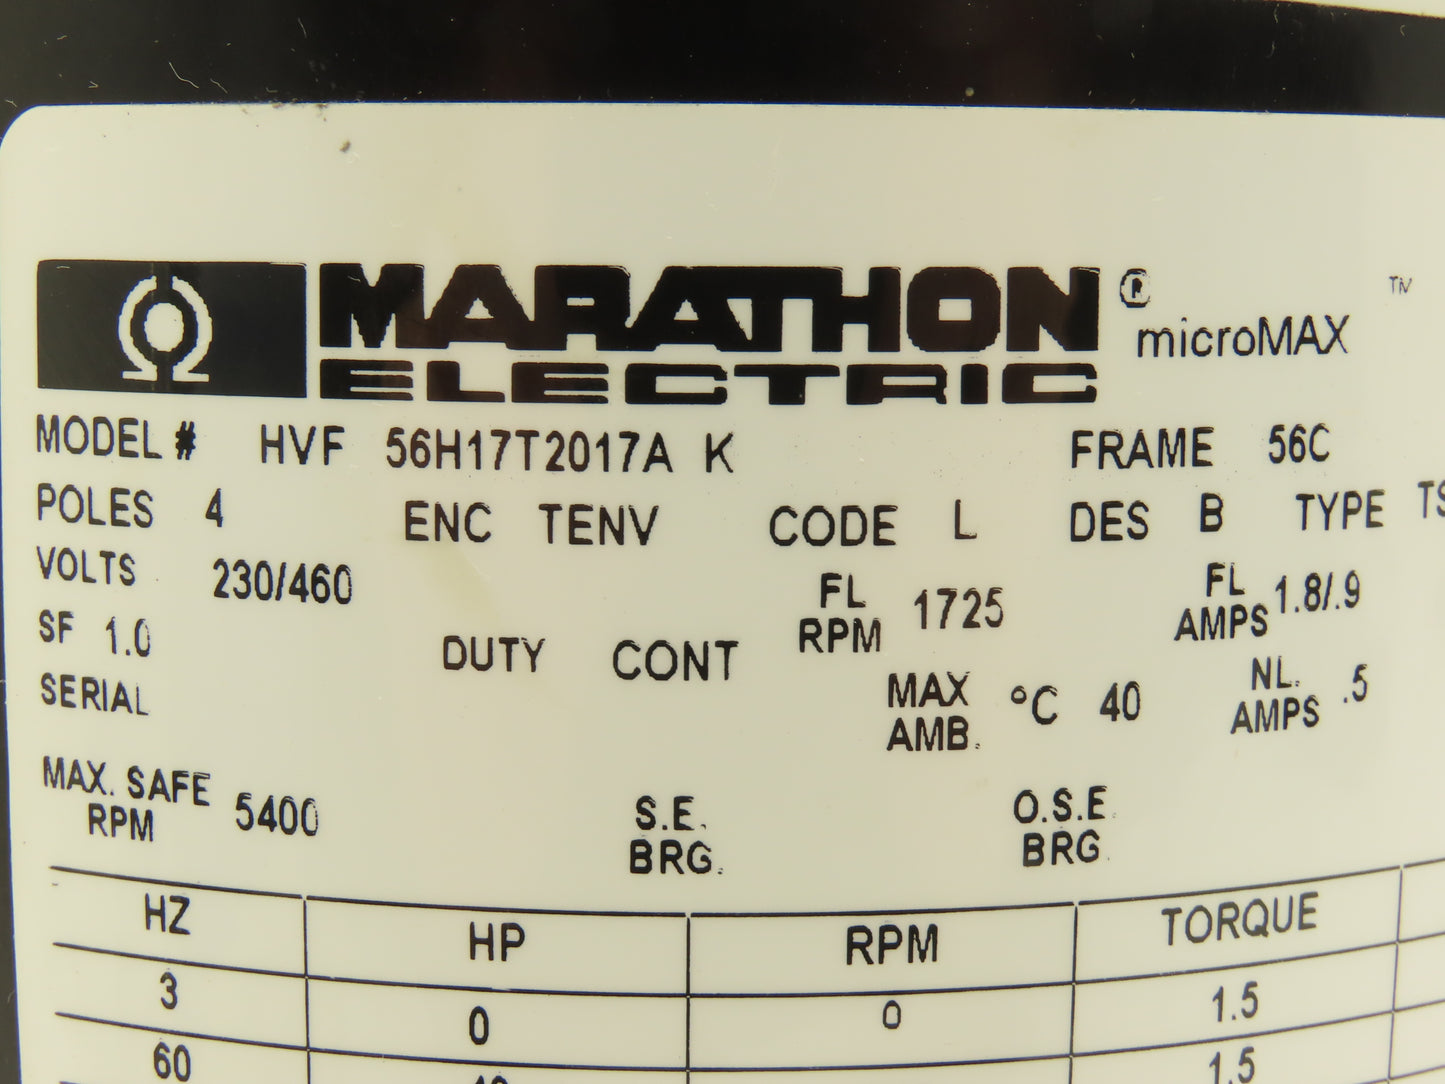 MARATHON ®
ELECTRIC microMAX ™
MODEL # HVF 56H17T2017A K FRAME 56C
POLES 4 ENC TENV CODE L DES B TYPE
VOLTS 230/460 FL RPM 1725 FL AMPS 1.8/.9
SF 1.0 DUTY CONT MAX AMB. °C 40 NL. AMPS .5
SERIAL
MAX. SAFE RPM 5400 S.E. BRG. O.S.E. BRG.
HZ HP RPM TORQUE
3 0 0 1.5
60 1.5